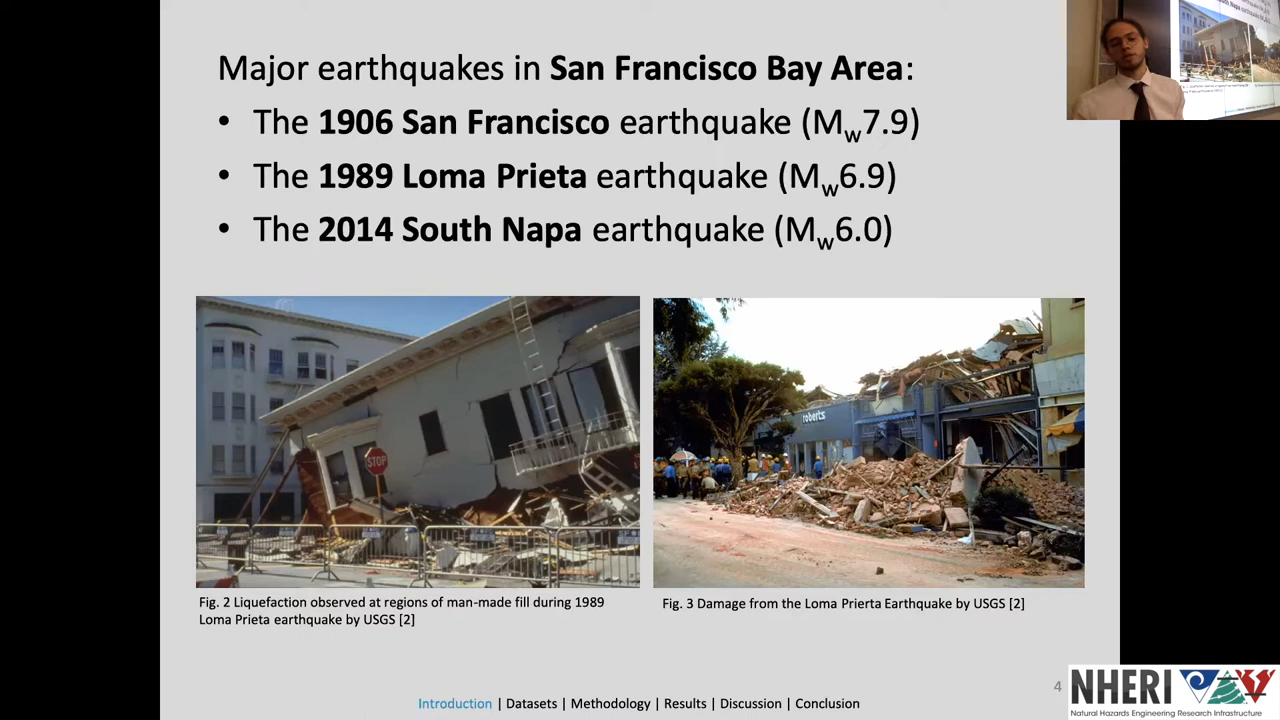 Major earthquakes in San Francisco Bay Area:
• The 1906 San Francisco earthquake (Mw7.9)
• The 1989 Loma Prieta earthquake (Mw6.9)
• The 2014 South Napa earthquake (Mw6.0)
roberts
STOP
Fig. 2 Liquefaction observed at regions of man-made fill during 1989
Loma Prieta earthquake by USGS [2]
Fig. 3 Damage from the Loma Prierta Earthquake by USGS [2]
4
NHERI
Natural Hazards Engineering Research Infrastructure
Introduction | Datasets | Methodology | Results | Discussion | Conclusion